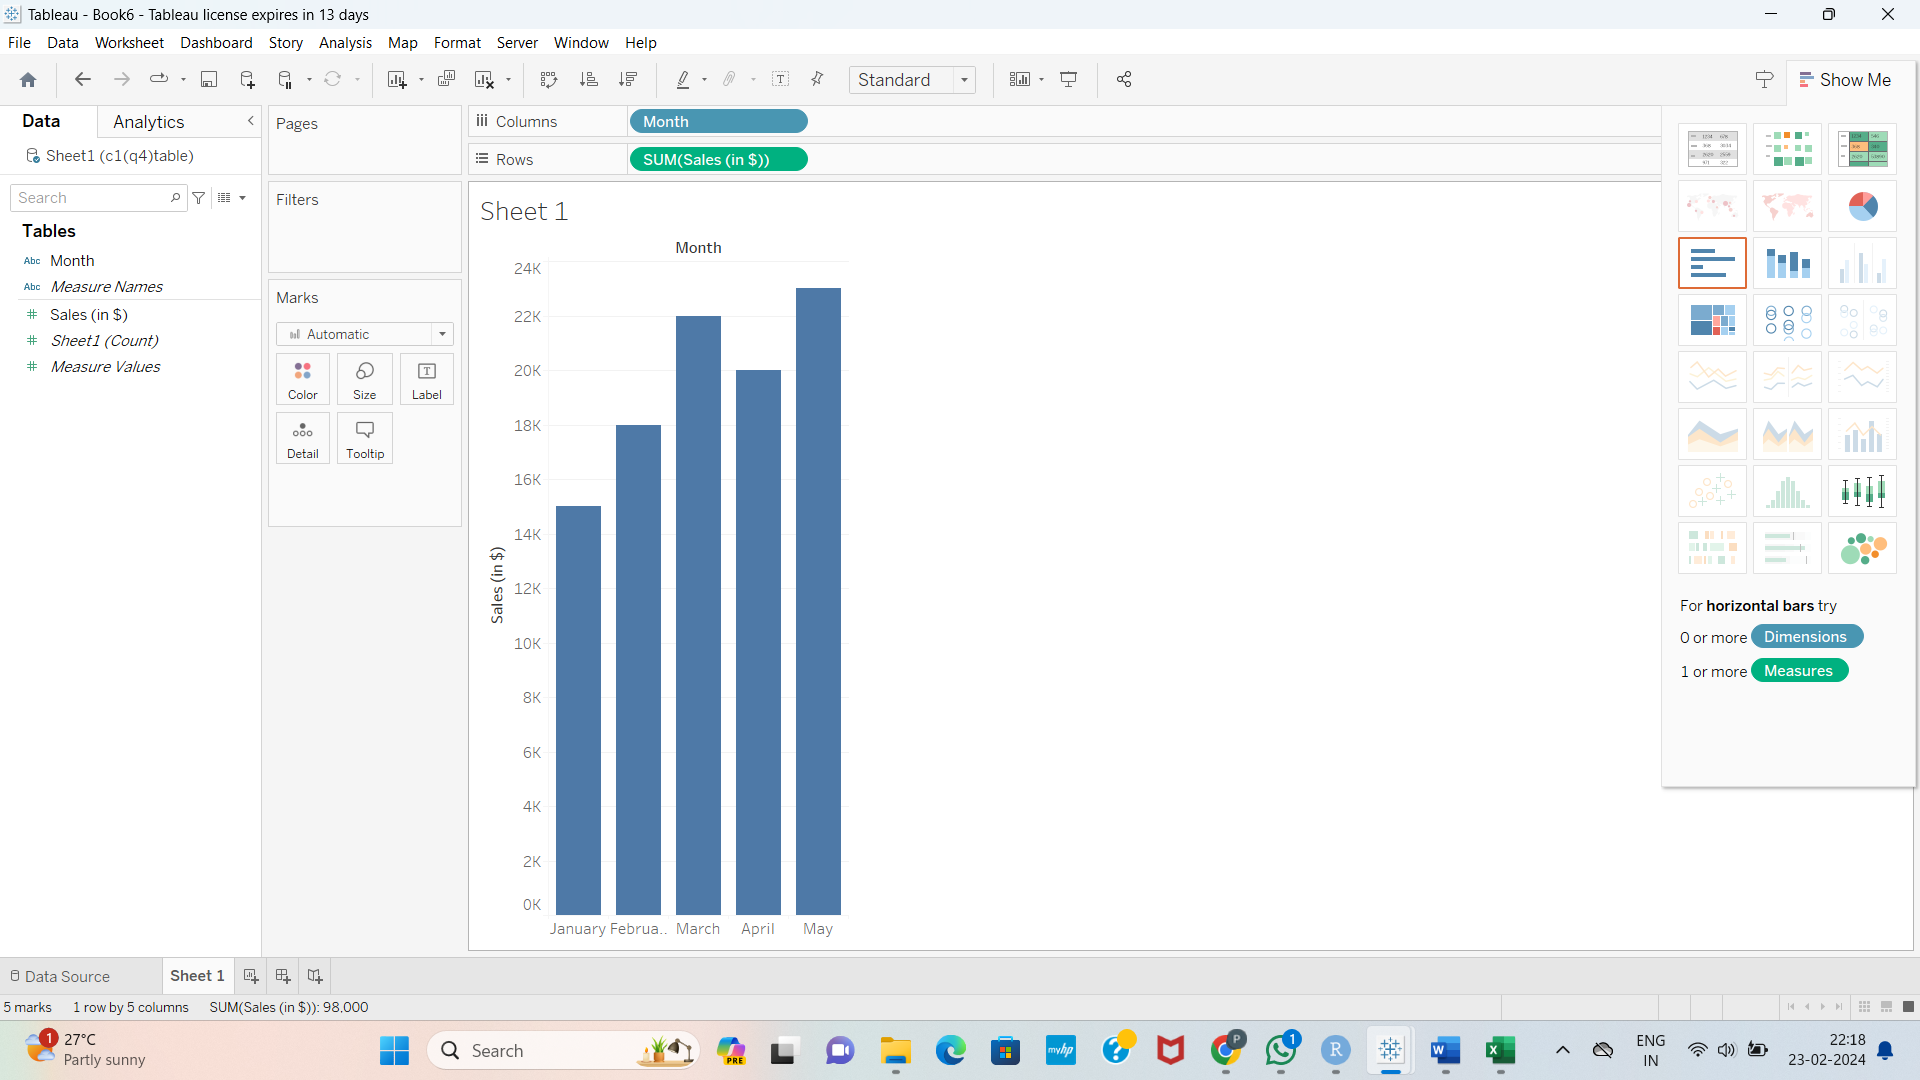 Tableau - Book6 - Tableau license expires in 13 days
File Data Worksheet Dashboard Story Analysis Map Format Server Window Help
Standard
Show Me
Data Analytics
Sheet1 (c1(q4)table)
Search
Tables
Abc Month
Abc Measure Names
Sales (in $)
Sheet1 (Count)
Measure Values
Pages
Filters
Marks
Automatic
Color Size Label
Detail Tooltip
Columns Month
Rows SUM(Sales (in $))
Sheet 1
Month
24K
22K
20K
18K
16K
14K
12K
10K
8K
6K
4K
2K
0K
Sales (in $)
January Februa.. March April May
For horizontal bars try
0 or more Dimensions
1 or more Measures
Data Source Sheet 1
5 marks 1 row by 5 columns SUM(Sales (in $)): 98,000
1
27°C
Partly sunny
Search
PRE
myhp
P
1
R
W
X
ENG
IN
22:18
23-02-2024